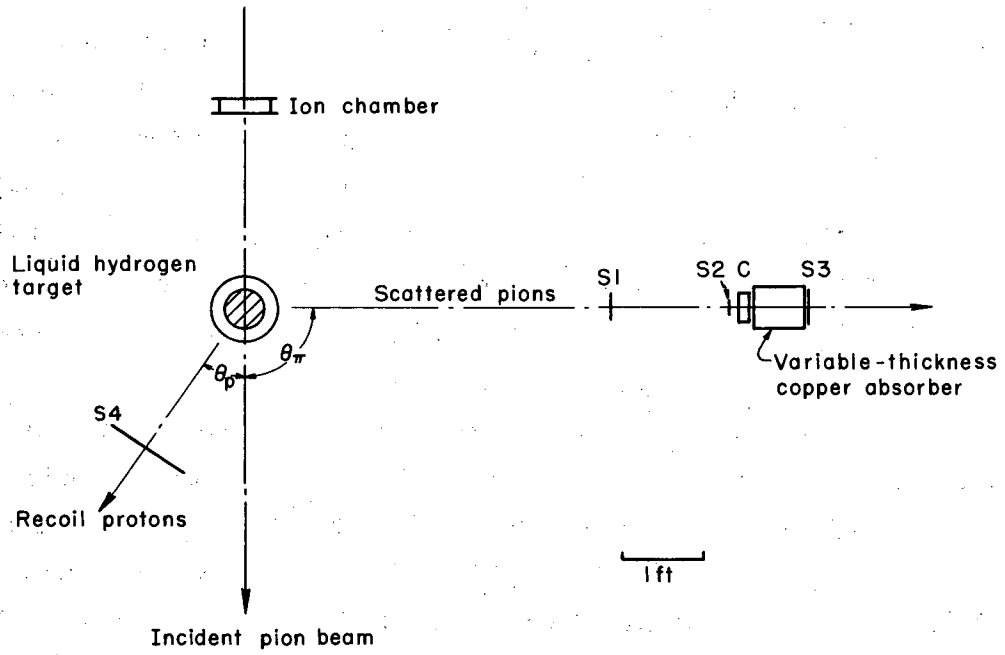 Ion chamber
Liquid hydrogen
target
Scattered pions
S1
S2
C
S3
Variable-thickness
copper absorber
θπ
θp
S4
Recoil protons
1 ft
Incident pion beam